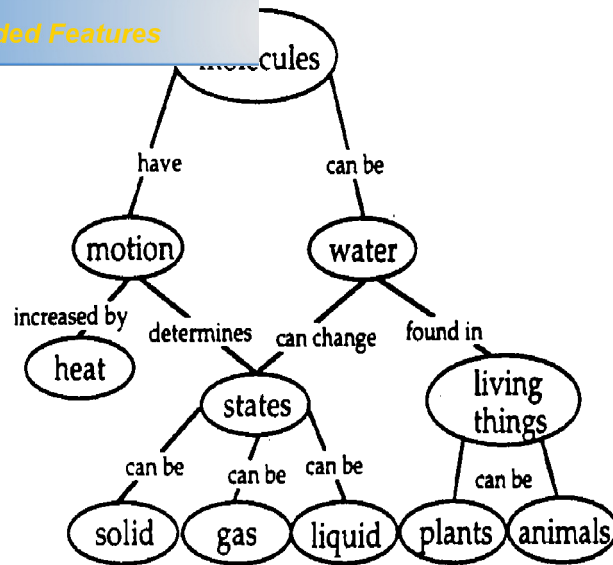 ded Features
molecules
have
can be
motion
water
increased by
determines
can change
found in
heat
states
living
things
can be
can be
can be
can be
solid
gas
liquid
plants
animals